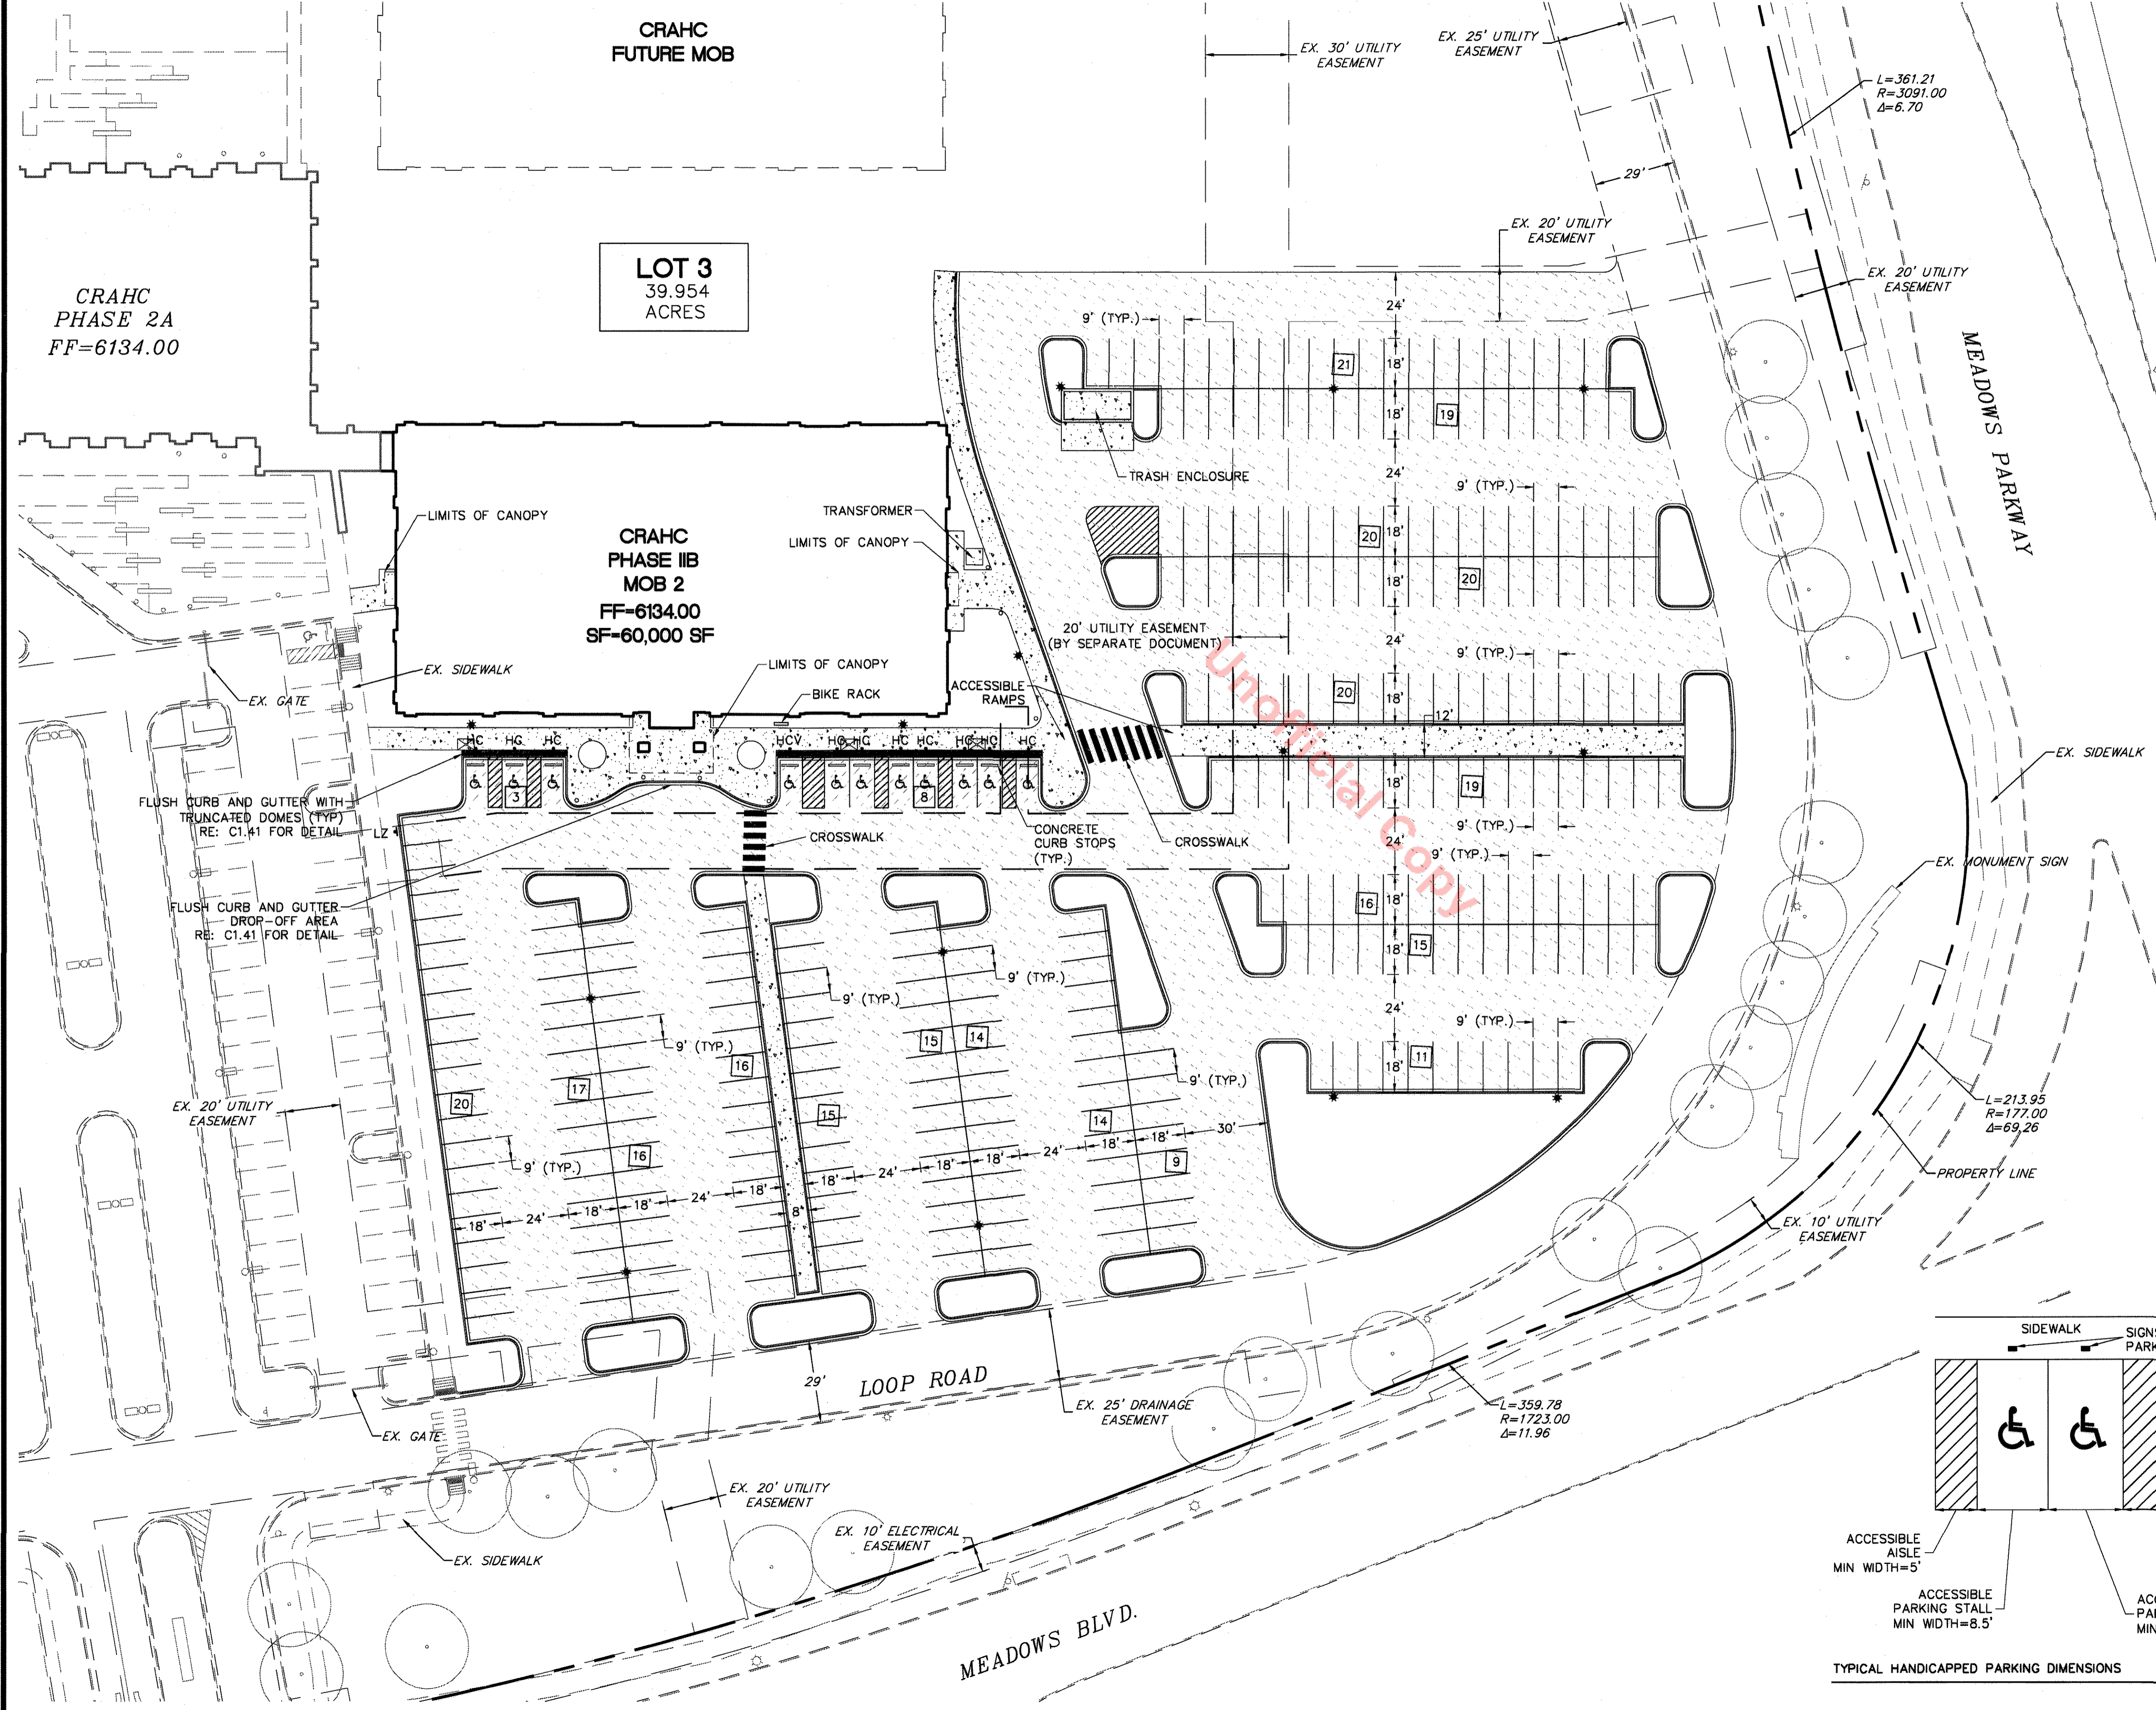 CRAHC
FUTURE MOB
EX. 30' UTILITY
EASEMENT
EX. 25' UTILITY
EASEMENT
L=361.21
R=3091.00
Δ=6.70
29'
EX. 20' UTILITY
EASEMENT
EX. 20' UTILITY
EASEMENT
LOT 3
39.954
ACRES
CRAHC
PHASE 2A
FF=6134.00
MEADOWS PARKWAY
24'
9' (TYP.)
21
18'
18'
19
TRASH ENCLOSURE
24'
9' (TYP.)
LIMITS OF CANOPY
TRANSFORMER
LIMITS OF CANOPY
CRAHC
PHASE IIB
MOB 2
FF=6134.00
SF=60,000 SF
20
18'
18'
20
20' UTILITY EASEMENT
(BY SEPARATE DOCUMENT)
24'
9' (TYP.)
EX. SIDEWALK
EX. GATE
LIMITS OF CANOPY
BIKE RACK
ACCESSIBLE
RAMPS
20
18'
12'
Unofficial Copy
HC
HC
HC
HCV
HC
HC
HC
HC
HC
HC
HC
3
8
18'
19
EX. SIDEWALK
FLUSH CURB AND GUTTER WITH
TRUNCATED DOMES (TYP)
RE: C1.41 FOR DETAIL
LZ
CROSSWALK
CONCRETE
CURB STOPS
(TYP.)
CROSSWALK
9' (TYP.)
24'
9' (TYP.)
EX. MONUMENT SIGN
FLUSH CURB AND GUTTER
DROP-OFF AREA
RE: C1.41 FOR DETAIL
16
18'
18'
15
9' (TYP.)
9' (TYP.)
24'
9' (TYP.)
9' (TYP.)
15
14
16
17
20
11
18'
9' (TYP.)
EX. 20' UTILITY
EASEMENT
15
14
30'
L=213.95
R=177.00
Δ=69.26
9' (TYP.)
16
9
18'
24'
18'
18'
24'
18'
8'
18'
24'
18'
18'
24'
18'
18'
PROPERTY LINE
EX. 10' UTILITY
EASEMENT
29'
LOOP ROAD
EX. 25' DRAINAGE
EASEMENT
L=359.78
R=1723.00
Δ=11.96
EX. GATE
EX. 20' UTILITY
EASEMENT
EX. 10' ELECTRICAL
EASEMENT
EX. SIDEWALK
MEADOWS BLVD.
SIDEWALK
ACCESSIBLE
AISLE
MIN WIDTH=5'
ACCESSIBLE
PARKING STALL
MIN WIDTH=8.5'
MIN
TYPICAL HANDICAPPED PARKING DIMENSIONS